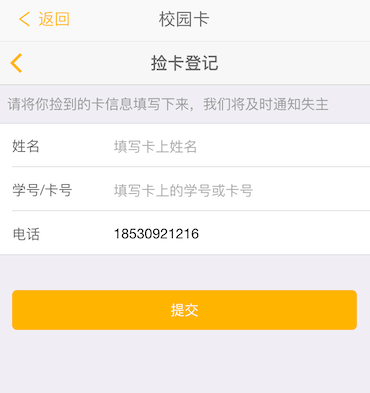 返回 校园卡
捡卡登记
请将你捡到的卡信息填写下来，我们将及时通知失主
姓名 填写卡上姓名
学号/卡号 填写卡上的学号或卡号
电话 18530921216
提交